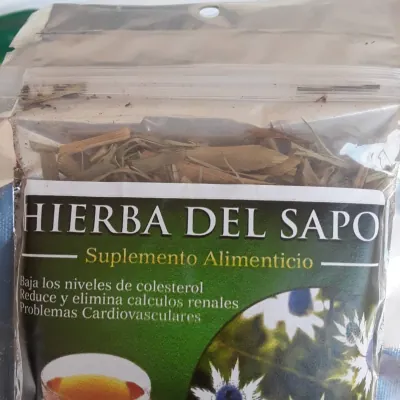 HIERBA DEL SAPO
Suplemento Alimenticio
Baja los niveles de colesterol
Reduce y elimina calculos renales
Problemas Cardiovasculares